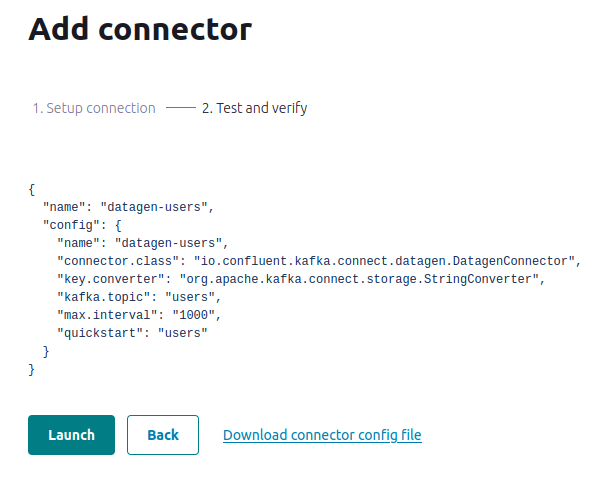 Add connector
1. Setup connection
2. Test and verify
{
"name": "datagen-users",
"config": {
"name": "datagen-users",
"connector.class": "io.confluent.kafka.connect.datagen.DatagenConnector",
"key.converter": "org.apache.kafka.connect.storage.StringConverter",
"kafka.topic": "users",
"max.interval": "1000",
"quickstart": "users"
}
}
Launch
Back
Download connector config file